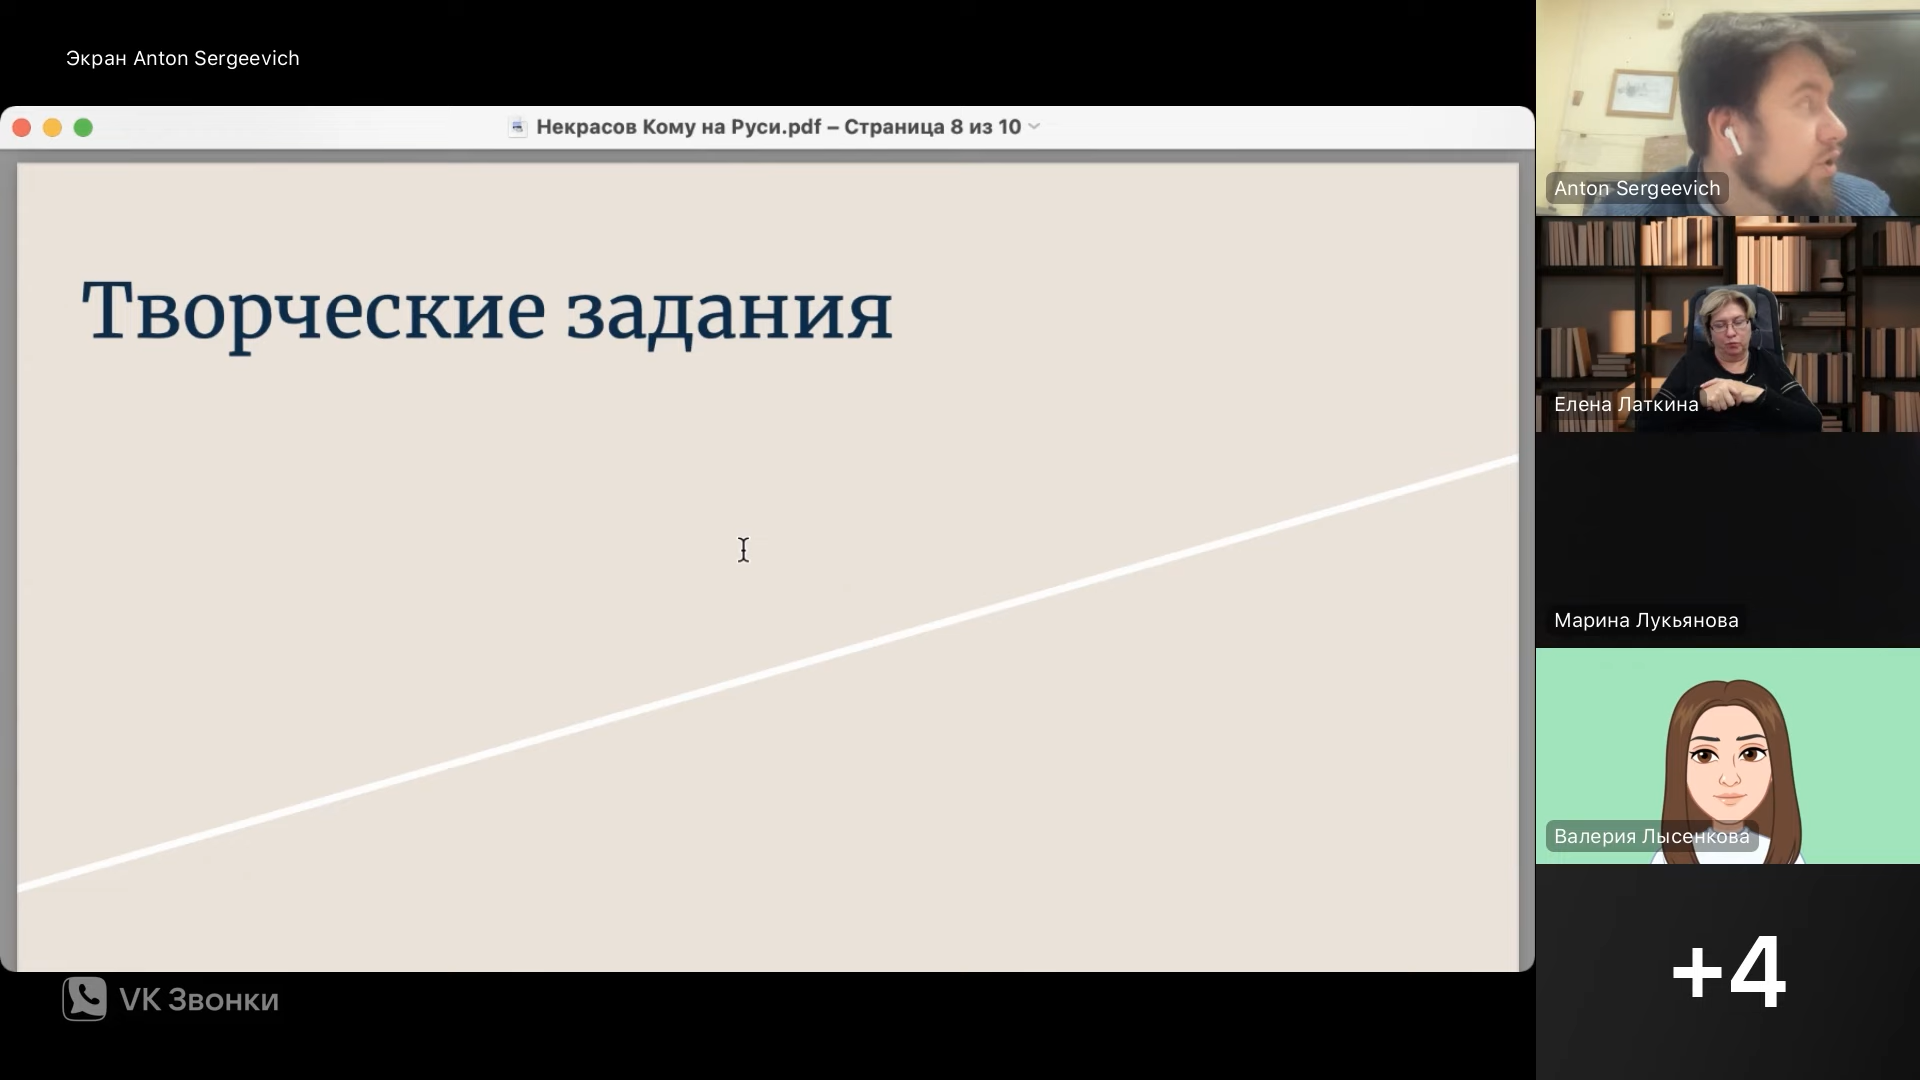 Экран Anton Sergeevich
Некрасов Кому на Руси.pdf – Страница 8 из 10
Творческие задания
Anton Sergeevich
Елена Латкина
Марина Лукьянова
Валерия Лысенкова
+4
VK Звонки